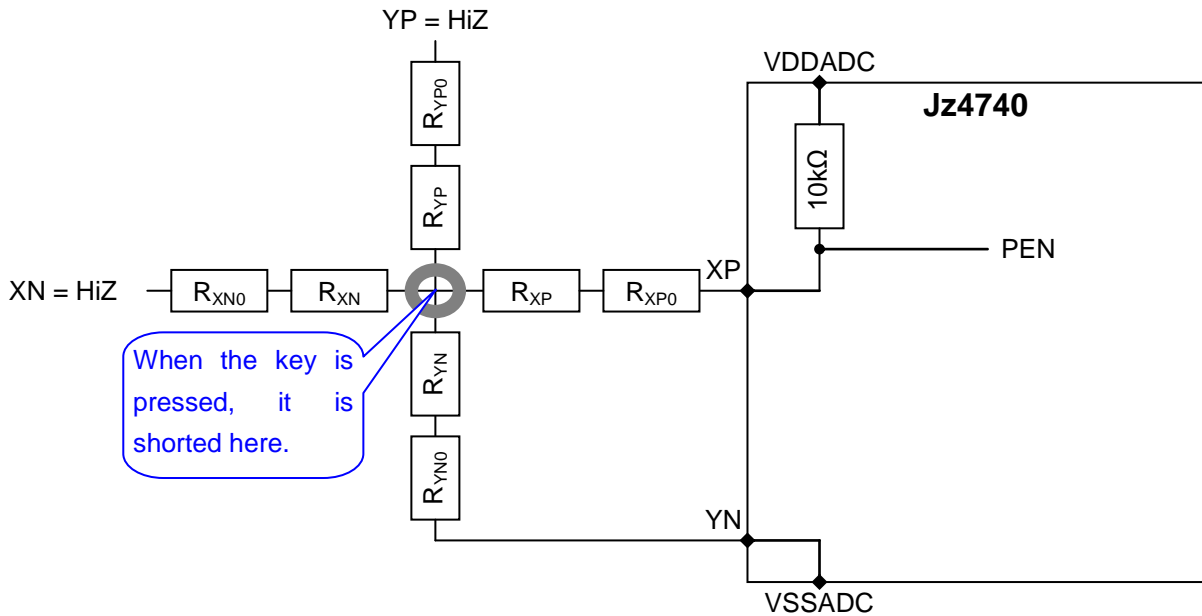 YP = HiZ
VDDADC
Jz4740
RYP0
10kΩ
RYP
PEN
XP
XN = HiZ
RXN0
RXN
RXP
RXP0
When the key is
pressed, it is
shorted here.
RYN
RYN0
YN
VSSADC